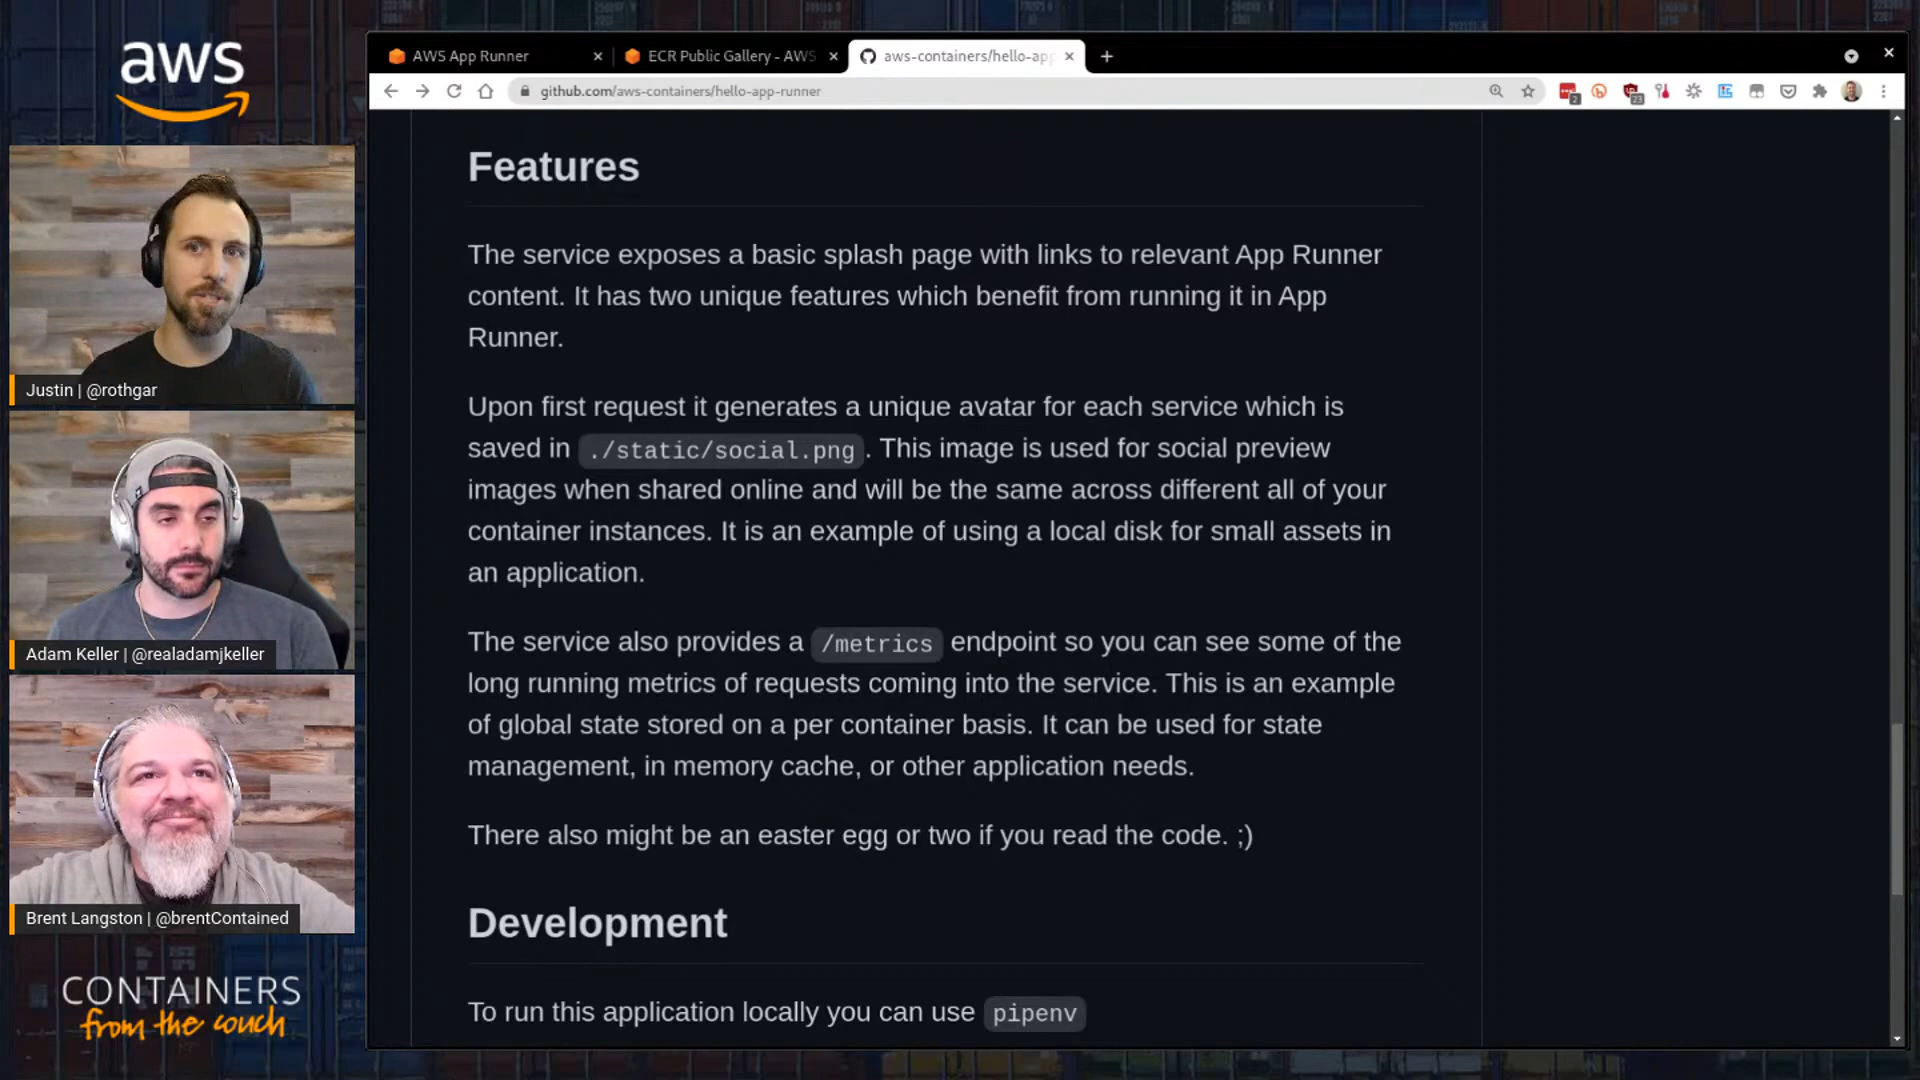 aws
Justin | @rothgar
Adam Keller | @realadamjkeller
Brent Langston | @brentContained
CONTAINERS
from the couch
AWS App Runner
ECR Public Gallery - AWS
aws-containers/hello-app
github.com/aws-containers/hello-app-runner
2
23
Features
The service exposes a basic splash page with links to relevant App Runner
content. It has two unique features which benefit from running it in App
Runner.
Upon first request it generates a unique avatar for each service which is
saved in ./static/social.png. This image is used for social preview
images when shared online and will be the same across different all of your
container instances. It is an example of using a local disk for small assets in
an application.
The service also provides a /metrics endpoint so you can see some of the
long running metrics of requests coming into the service. This is an example
of global state stored on a per container basis. It can be used for state
management, in memory cache, or other application needs.
There also might be an easter egg or two if you read the code. ;)
Development
To run this application locally you can use pipenv